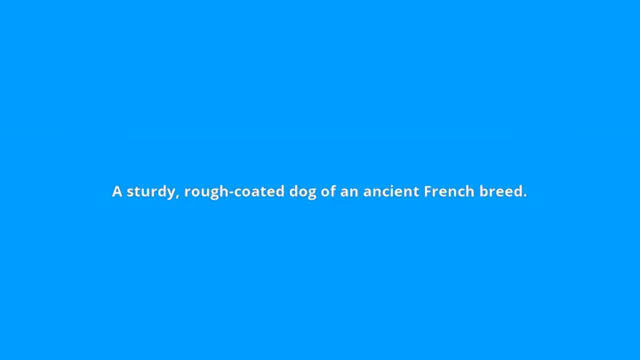 A sturdy, rough-coated dog of an ancient French breed.